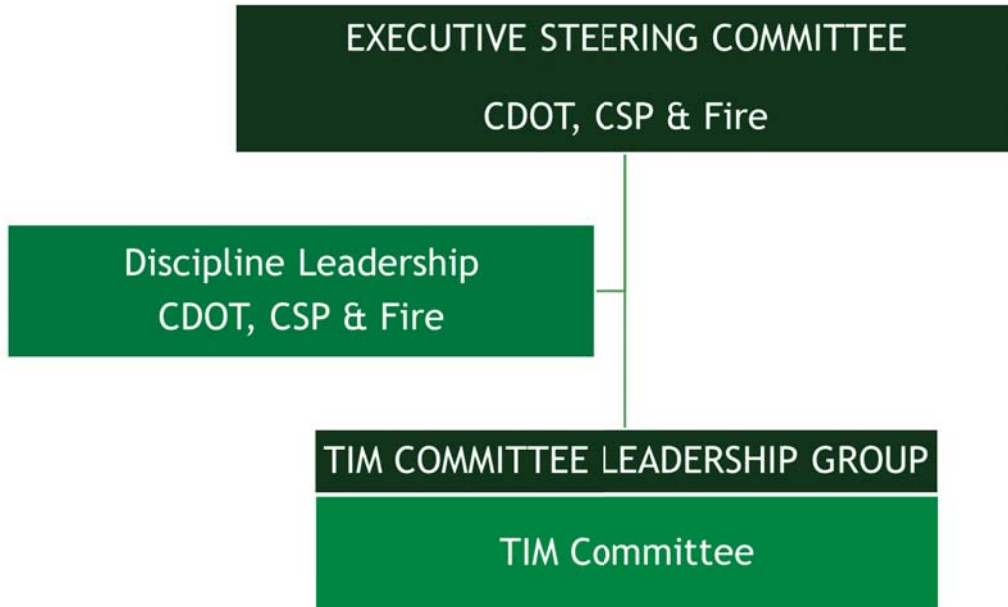 EXECUTIVE STEERING COMMITTEE
CDOT, CSP & Fire
Discipline Leadership
CDOT, CSP & Fire
TIM COMMITTEE LEADERSHIP GROUP
TIM Committee